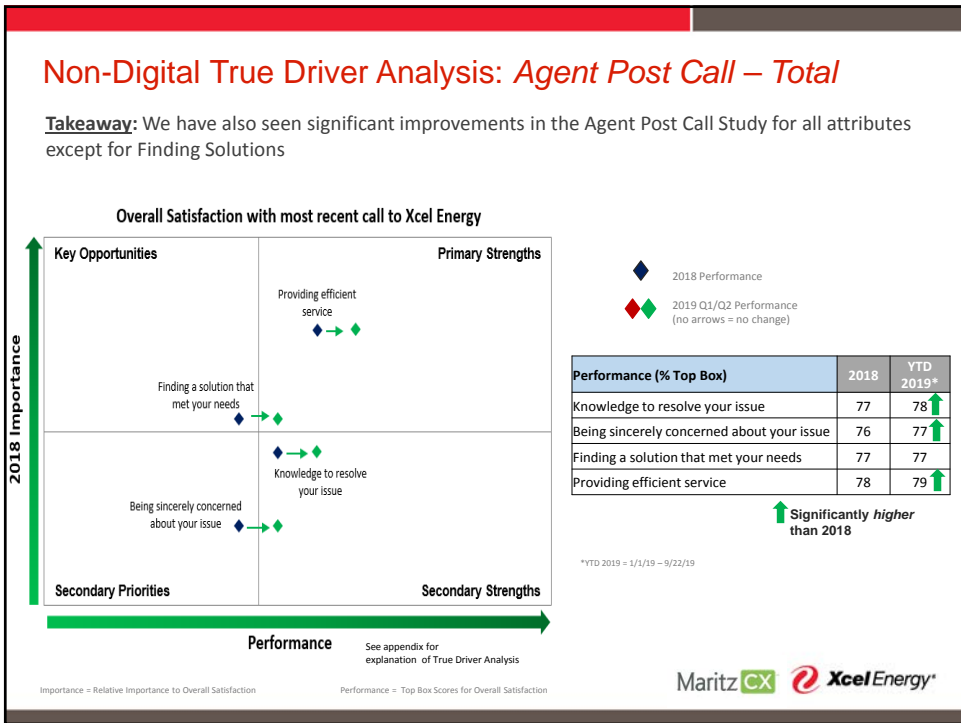 Non-Digital True Driver Analysis: Agent Post Call – Total
Takeaway: We have also seen significant improvements in the Agent Post Call Study for all attributes
except for Finding Solutions
Overall Satisfaction with most recent call to Xcel Energy
Key Opportunities
Primary Strengths
Providing efficient
service
Finding a solution that
met your needs
Knowledge to resolve
your issue
Being sincerely concerned
about your issue
Secondary Priorities
Secondary Strengths
2018 Importance
Performance
See appendix for
explanation of True Driver Analysis
2018 Performance
2019 Q1/Q2 Performance
(no arrows = no change)
Performance (% Top Box) 2018 YTD
2019*
Knowledge to resolve your issue 77 78
Being sincerely concerned about your issue 76 77
Finding a solution that met your needs 77 77
Providing efficient service 78 79
Significantly higher
than 2018
*YTD 2019 = 1/1/19 – 9/22/19
Importance = Relative Importance to Overall Satisfaction
Performance = Top Box Scores for Overall Satisfaction
MaritzCX
Xcel Energy